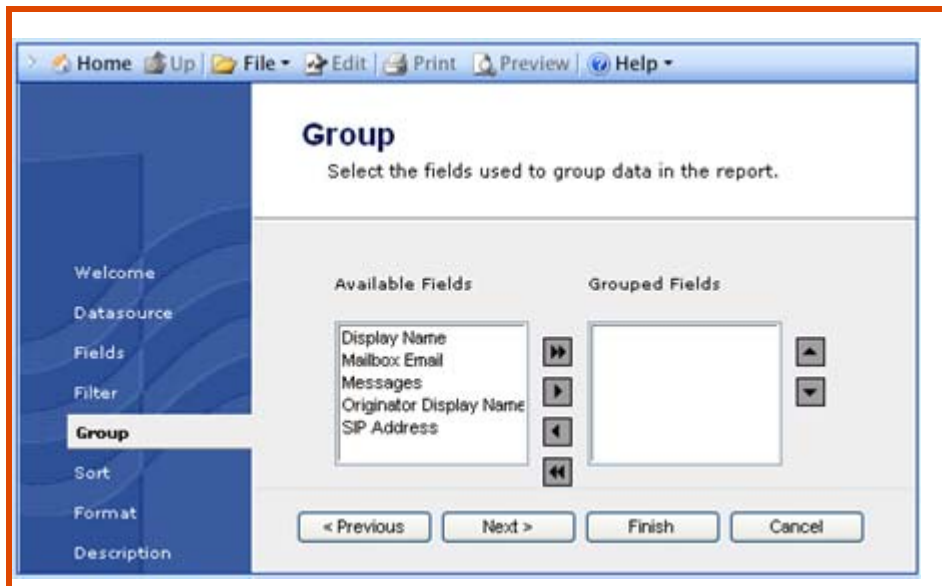 Home Up File Edit Print Preview Help
Group
Select the fields used to group data in the report.
Welcome
Datasource
Fields
Filter
Group
Sort
Format
Description
Available Fields
Display Name
Mailbox Email
Messages
Originator Display Name
SIP Address
Grouped Fields
< Previous Next > Finish Cancel